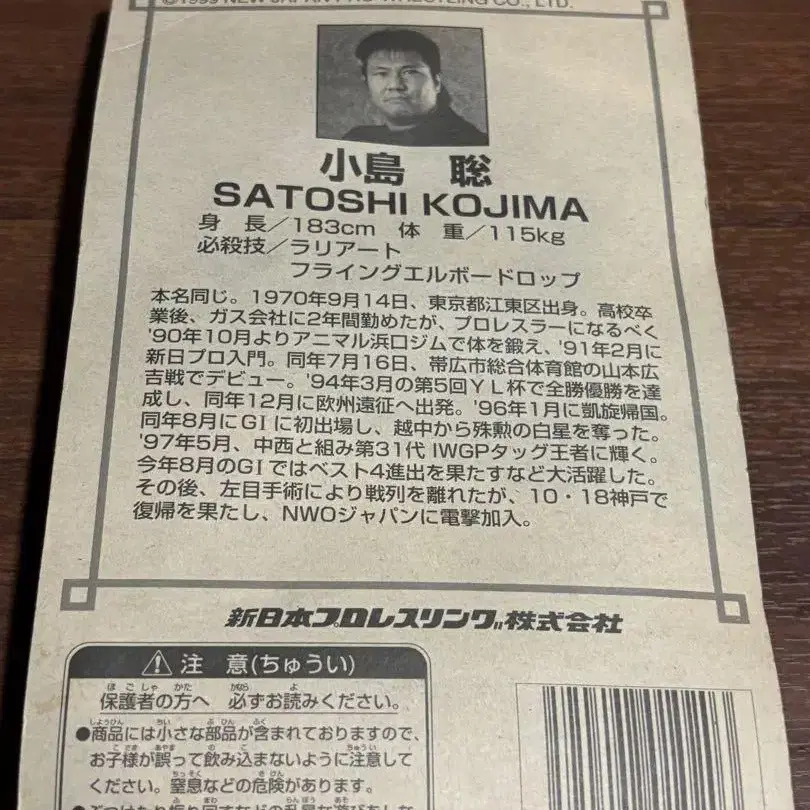 ©1999 NEW JAPAN PRO-WRESTLING CO., LTD.
小島 聡
SATOSHI KOJIMA
身 長／183cm 体 重／115kg
必殺技／ラリアート
フライングエルボードロップ
本名同じ。1970年9月14日、東京都江東区出身。高校卒
業後、ガス会社に2年間勤めたが、プロレスラーになるべく
'90年10月よりアニマル浜口ジムで体を鍛え、'91年2月に
新日プロ入門。同年7月16日、帯広市総合体育館の山本広
吉戦でデビュー。'94年3月の第5回YL杯で全勝優勝を達
成し、同年12月に欧州遠征へ出発。'96年1月に凱旋帰国。
同年8月にGIに初出場し、越中から殊勲の白星を奪った。
'97年5月、中西と組み第31代 IWGPタッグ王者に輝く。
今年8月のGIではベスト4進出を果たすなど大活躍した。
その後、左目手術により戦列を離れたが、10・18神戸で
復帰を果たし、NWOジャパンに電撃加入。
新日本プロレスリング株式会社
注 意(ちゅうい)
保護者の方へ 必ずお読みください。
●商品には小さな部品が含まれておりますので、
お子様が誤って飲み込まないように注意して
ください。窒息などの危険があります。